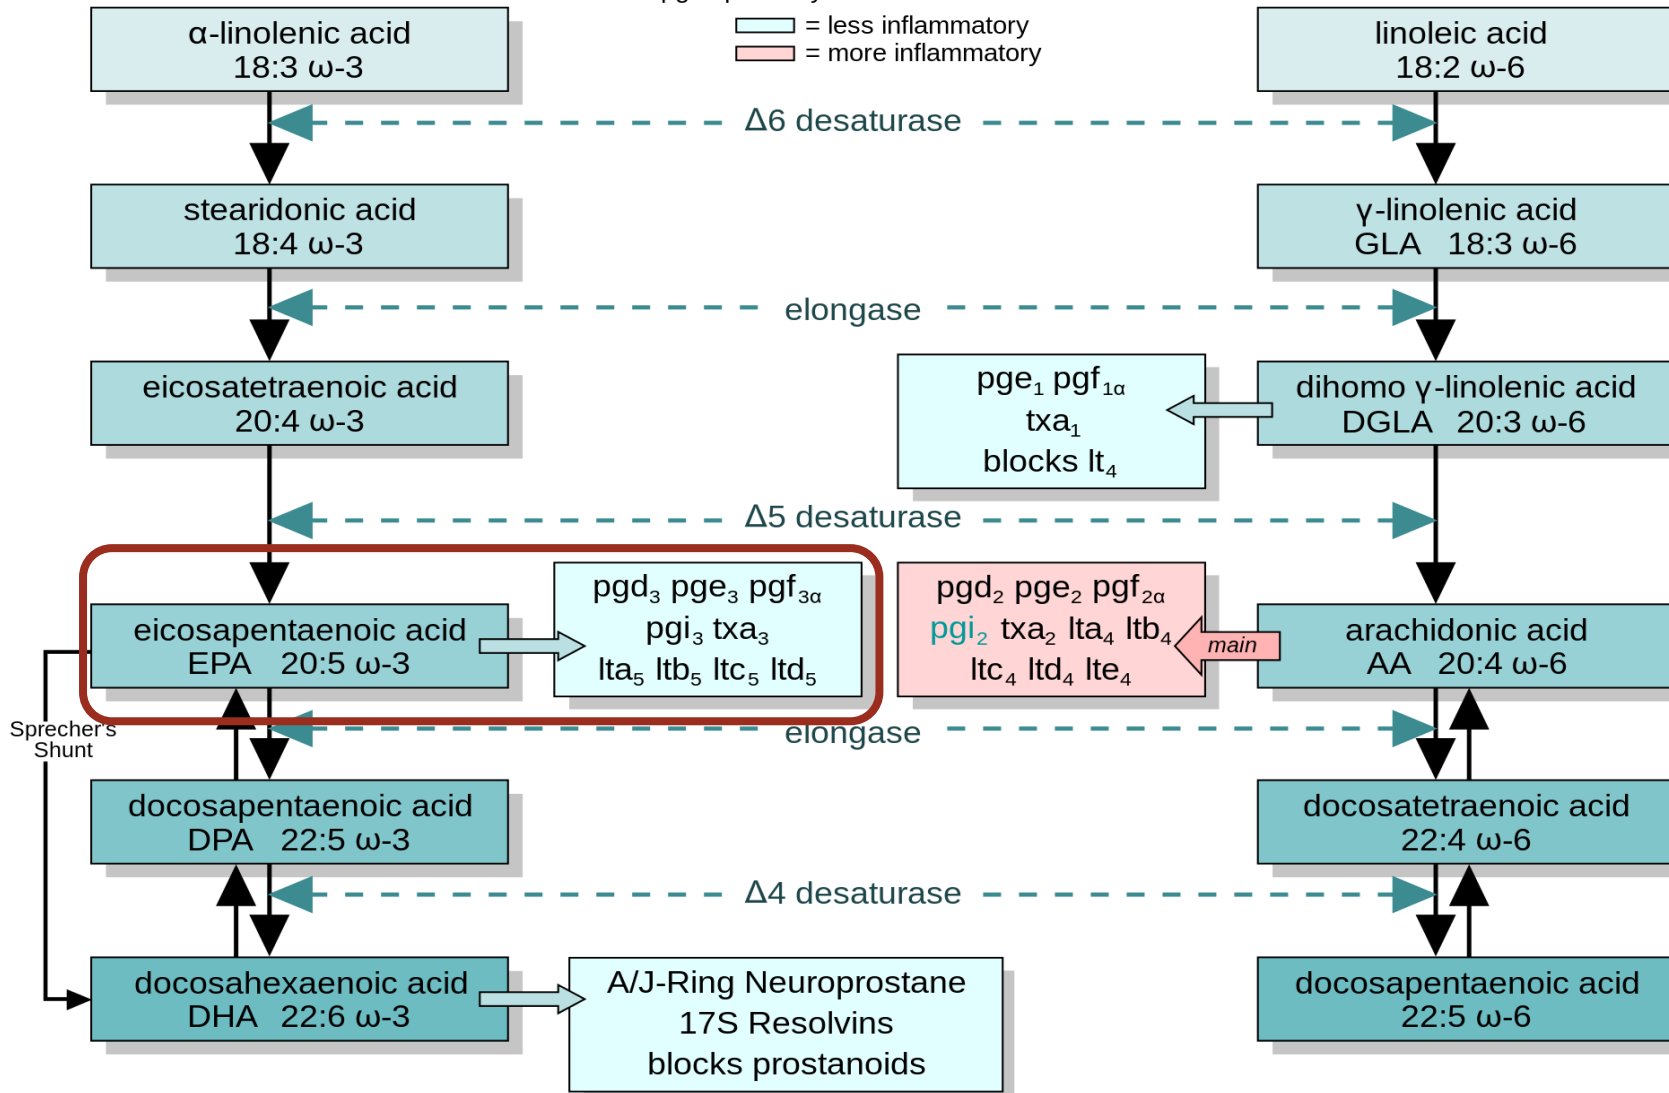 = less inflammatory
= more inflammatory
α-linolenic acid
18:3 ω-3
linoleic acid
18:2 ω-6
Δ6 desaturase
stearidonic acid
18:4 ω-3
γ-linolenic acid
GLA 18:3 ω-6
elongase
eicosatetraenoic acid
20:4 ω-3
pge₁ pgf₁α
txa₁
blocks lt₄
dihomo γ-linolenic acid
DGLA 20:3 ω-6
Δ5 desaturase
eicosapentaenoic acid
EPA 20:5 ω-3
pgd₃ pge₃ pgf₃α
pgi₃ txa₃
lta₅ ltb₅ ltc₅ ltd₅
pgd₂ pge₂ pgf₂α
pgi₂ txa₂ lta₄ ltb₄
ltc₄ ltd₄ lte₄
main
arachidonic acid
AA 20:4 ω-6
Sprecher's
Shunt
elongase
docosapentaenoic acid
DPA 22:5 ω-3
docosatetraenoic acid
22:4 ω-6
Δ4 desaturase
docosahexaenoic acid
DHA 22:6 ω-3
A/J-Ring Neuroprostane
17S Resolvins
blocks prostanoids
docosapentaenoic acid
22:5 ω-6